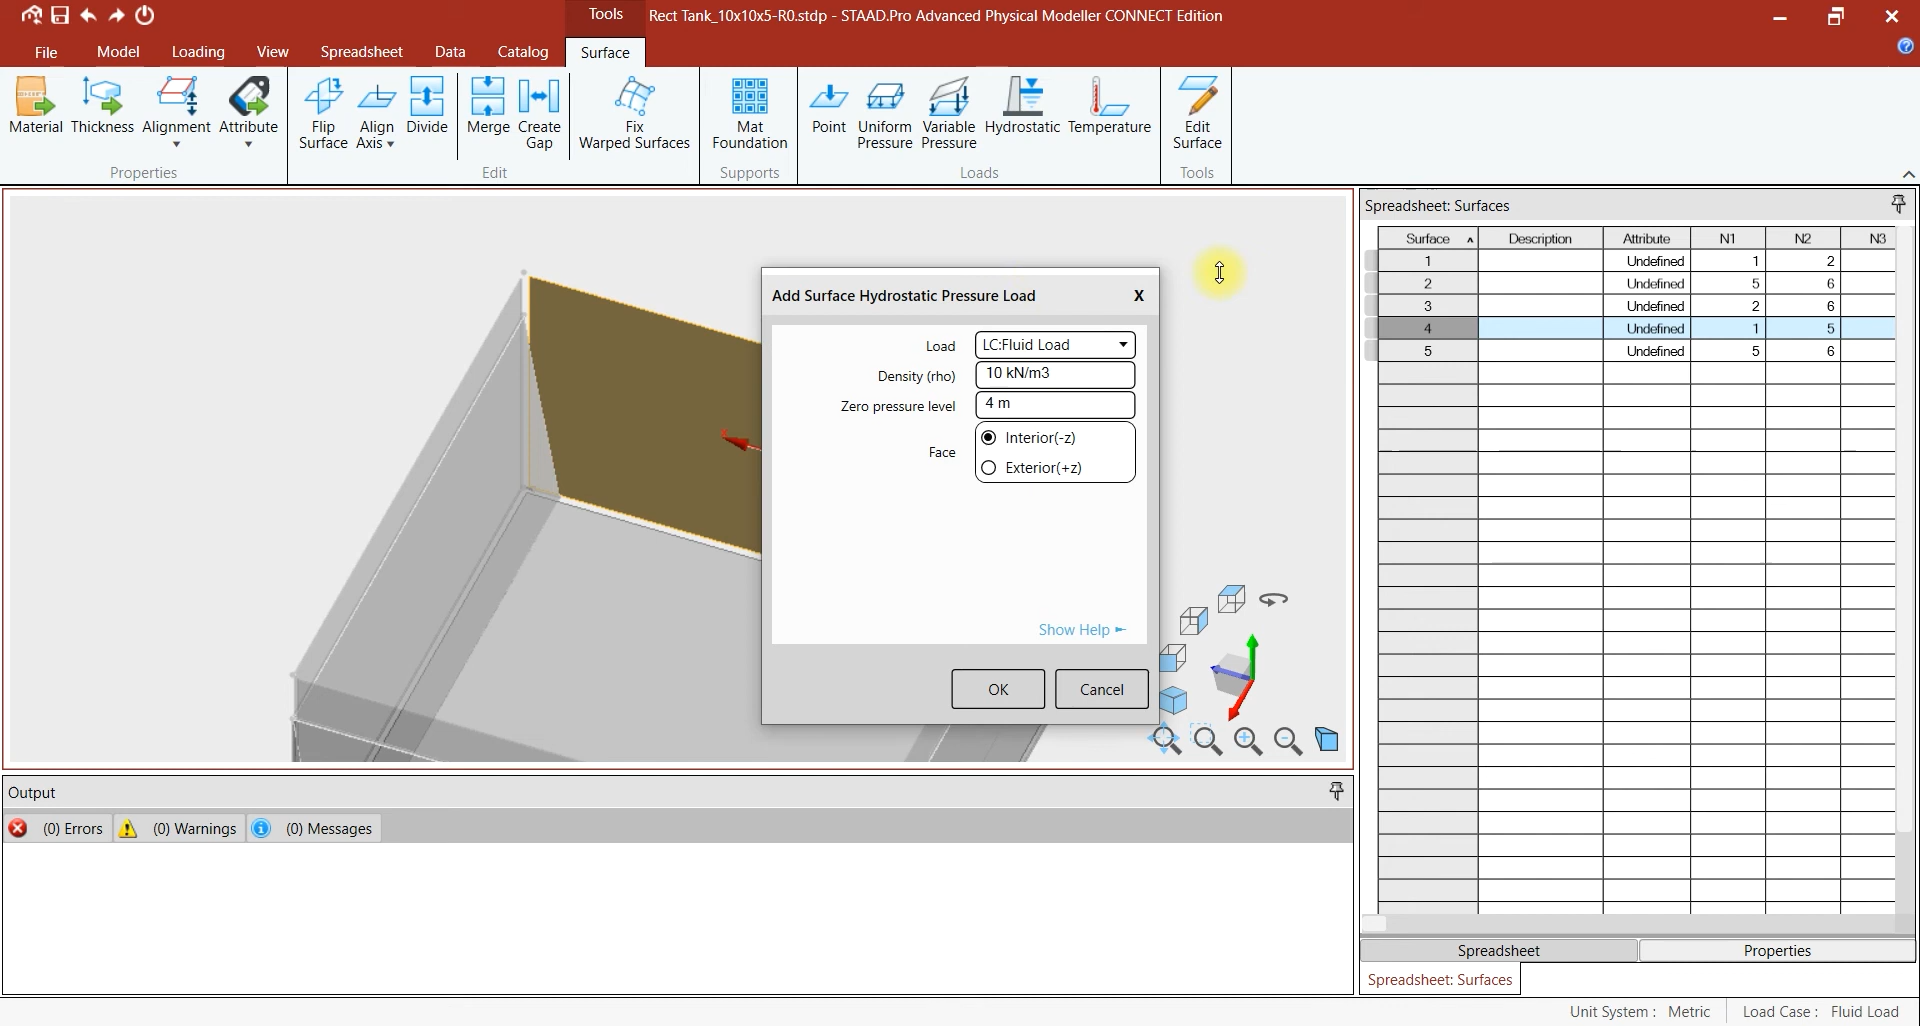 Tools
Rect Tank_10x10x5-R0.stdp - STAAD.Pro Advanced Physical Modeller CONNECT Edition
File Model Loading View Spreadsheet Data Catalog Surface
Material Thickness Alignment Attribute
Properties
Flip Surface
Align Axis
Divide
Merge
Create Gap
Fix Warped Surfaces
Edit
Mat Foundation
Supports
Point
Uniform Pressure
Variable Pressure
Hydrostatic
Temperature
Loads
Edit Surface
Tools
Add Surface Hydrostatic Pressure Load X
Load LC:Fluid Load
Density (rho) 10 kN/m3
Zero pressure level 4 m
Face
Interior(-z)
Exterior(+z)
Show Help
OK Cancel
Spreadsheet: Surfaces
Surface Description Attribute N1 N2 N3
1 Undefined 1 2
2 Undefined 5 6
3 Undefined 2 6
4 Undefined 1 5
5 Undefined 5 6
Spreadsheet Properties
Spreadsheet: Surfaces
Output
(0) Errors (0) Warnings (0) Messages
Unit System : Metric Load Case : Fluid Load